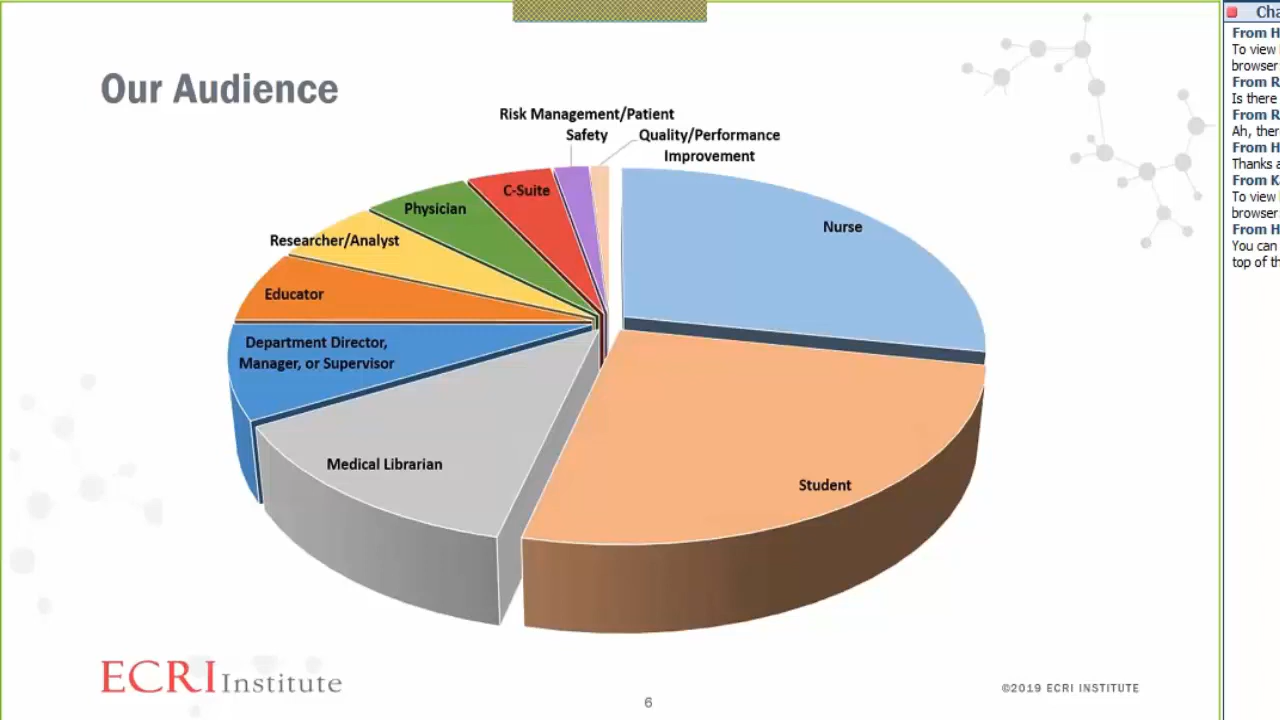 Our Audience
Risk Management/Patient
Safety
Quality/Performance
Improvement
C-Suite
Physician
Nurse
Researcher/Analyst
Educator
Department Director,
Manager, or Supervisor
Medical Librarian
Student
ECRI Institute
6
©2019 ECRI INSTITUTE
From H
To view
browser
From R
Is there
From R
Ah, ther
From H
Thanks a
From K
To view
browser
From H
You can
top of th